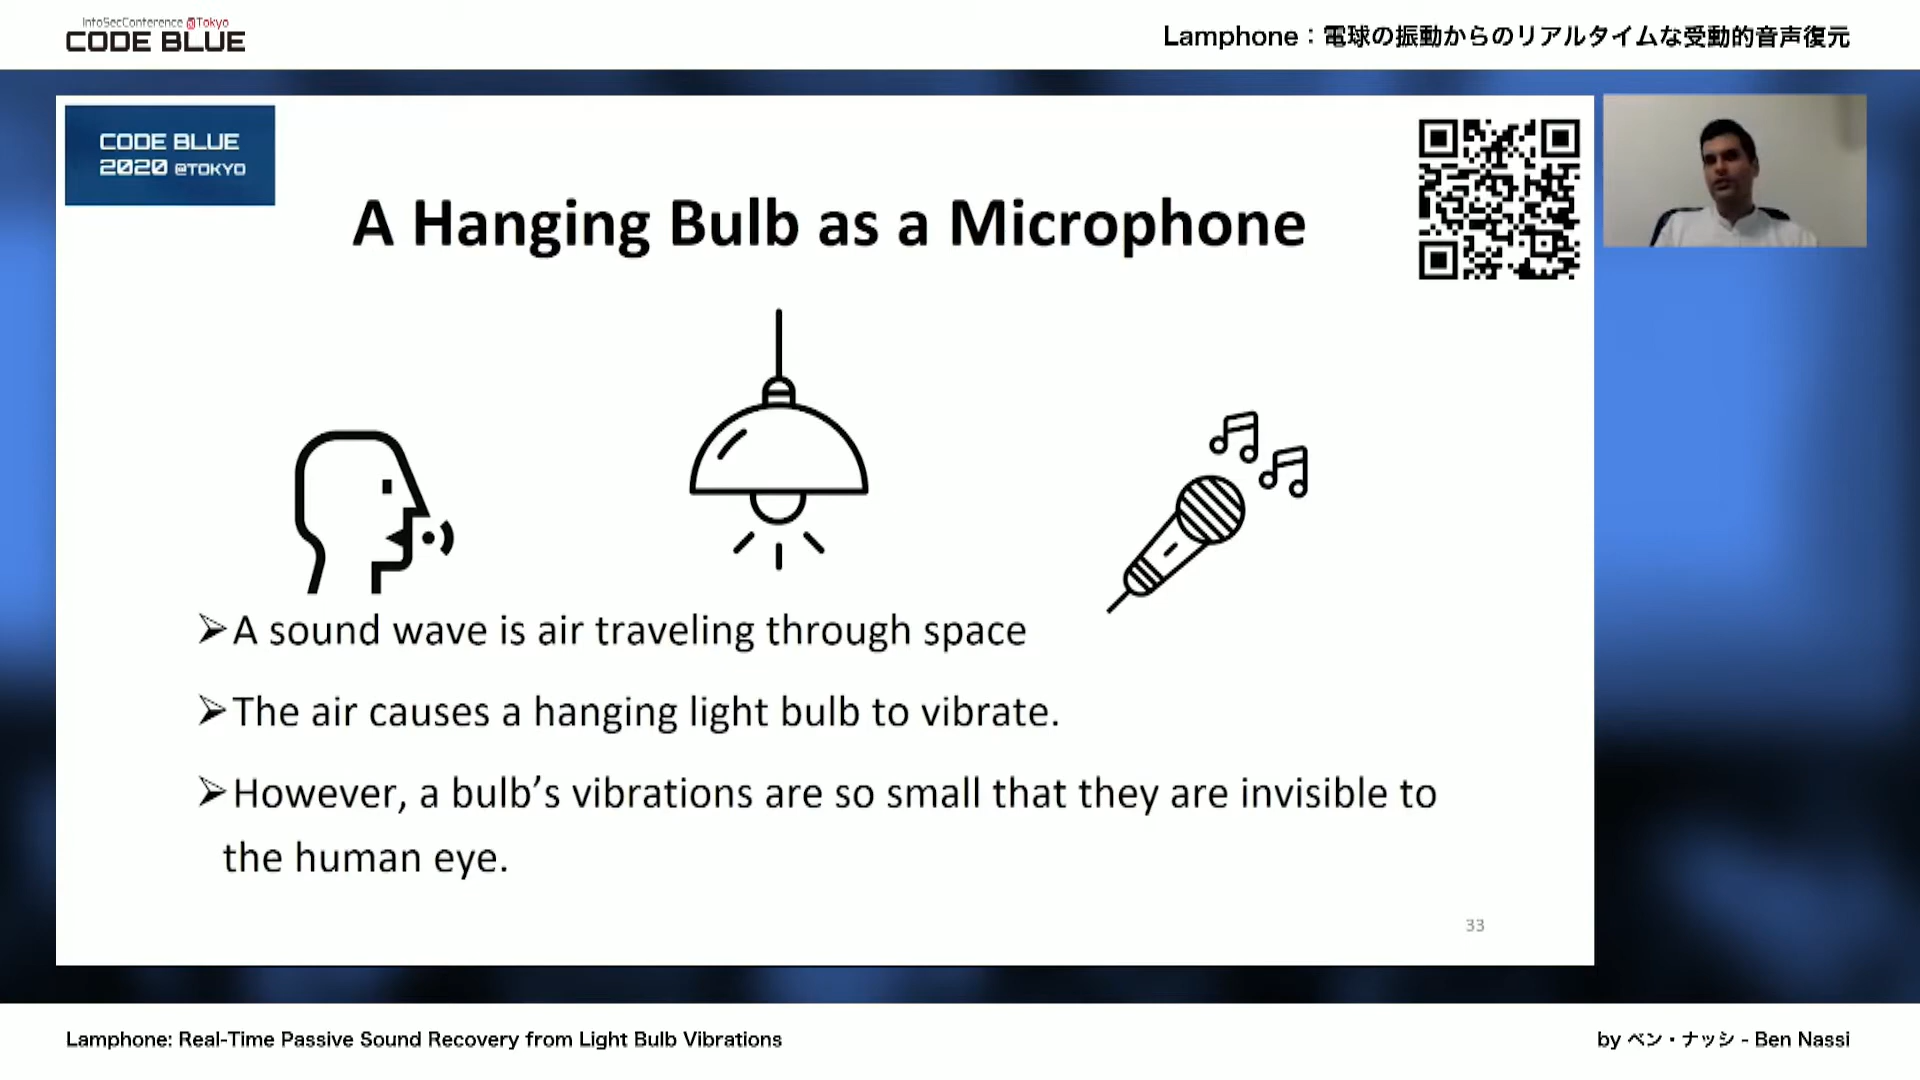 InfoSecConference @Tokyo
CODE BLUE
Lamphone：電球の振動からのリアルタイムな受動的音声復元
CODE BLUE
2020 @TOKYO
A Hanging Bulb as a Microphone
➢A sound wave is air traveling through space
➢The air causes a hanging light bulb to vibrate.
➢However, a bulb’s vibrations are so small that they are invisible to
the human eye.
33
Lamphone: Real-Time Passive Sound Recovery from Light Bulb Vibrations
by ベン・ナッシ - Ben Nassi